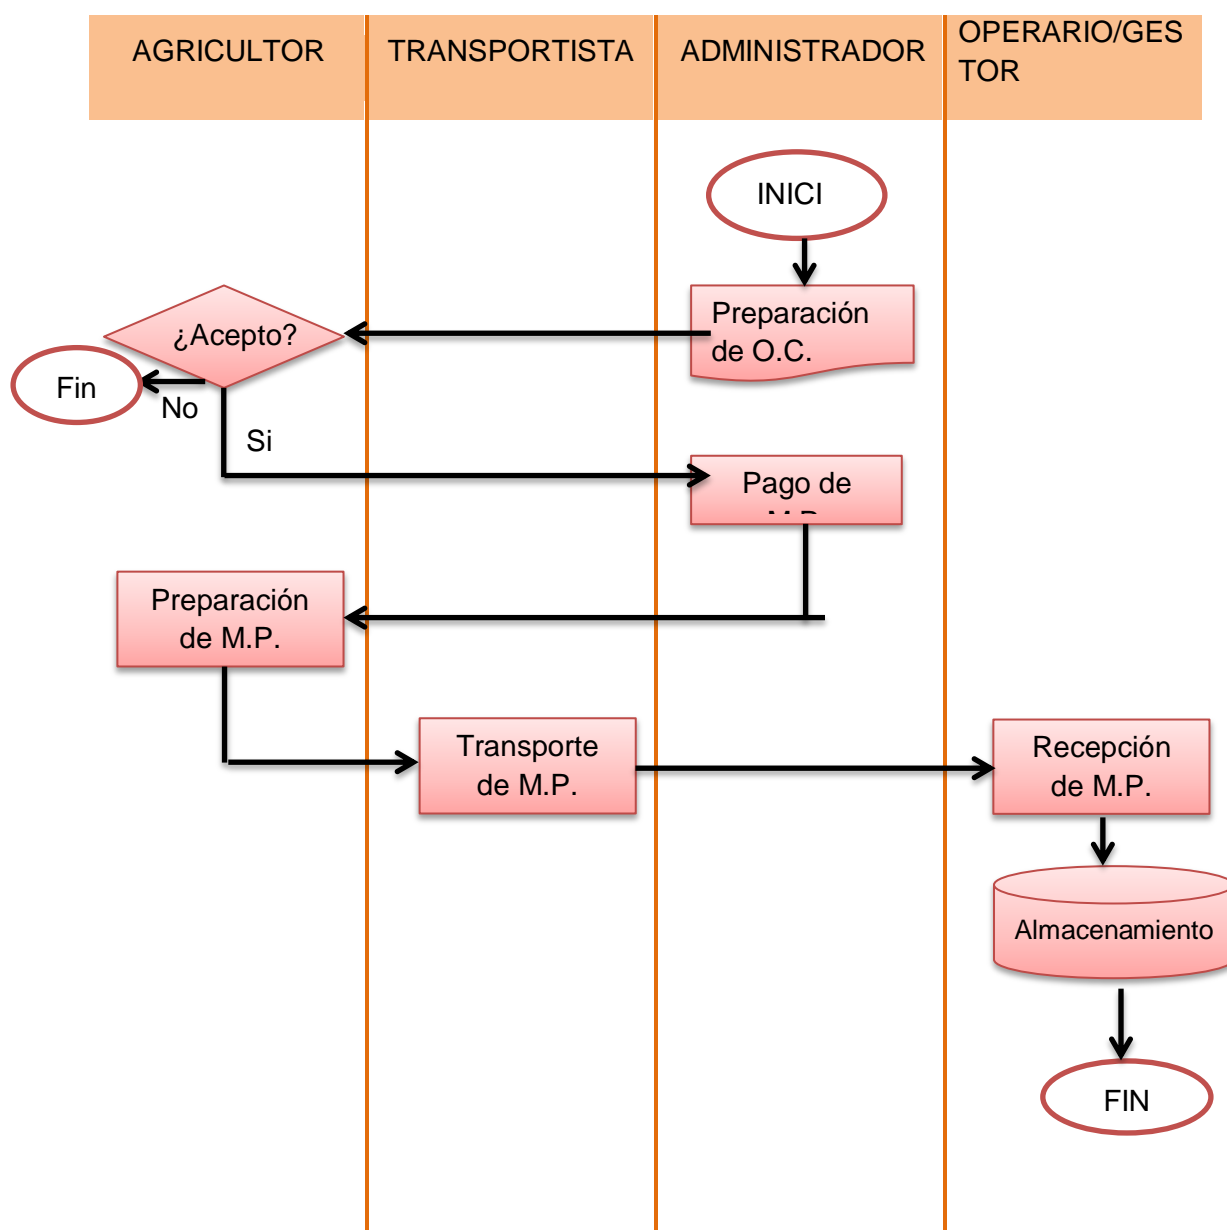 AGRICULTOR
TRANSPORTISTA
ADMINISTRADOR
OPERARIO/GES
TOR
INICI
Preparación
de O.C.
¿Acepto?
Fin
No
Si
Pago de
Preparación
de M.P.
Transporte
de M.P.
Recepción
de M.P.
Almacenamiento
FIN